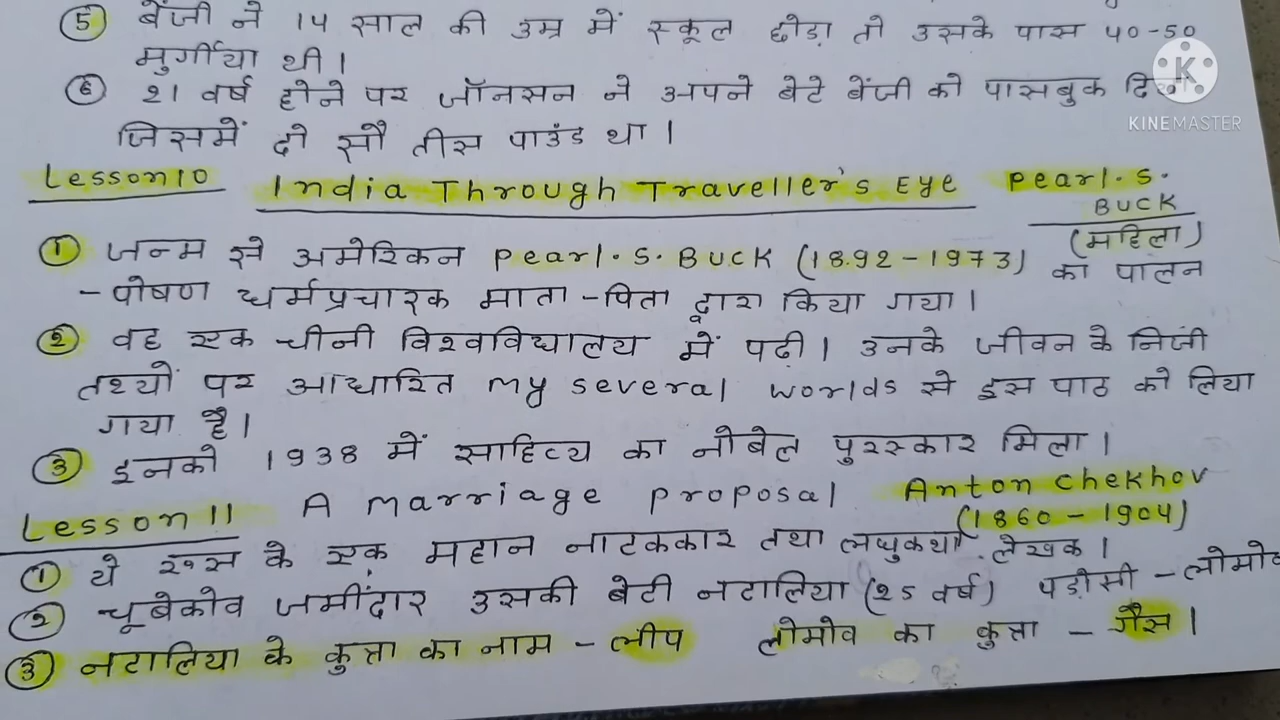 ⑤ बेंजी ने 14 साल की उम्र में स्कूल छोड़ा तो उसके पास 40-50
मुर्गीया थी।
⑥ 21 वर्ष होने पर जॉनसन ने अपने बेटे बेंजी को पासबुक
जिसमें दो सौ तीस पाउंड था।
Lesson 10 India Through Traveller's Eye Pearl. S.
BUCK
(महिला)
① जन्म से अमेरिकन Pearl. S. BUCK (1892-1973) का पालन
-पोषण धर्मप्रचारक माता-पिता द्वारा किया गया।
② वह एक चीनी विश्वविद्यालय में पढ़ी। उनके जीवन के निजी
तथ्यों पर आधारित my several worlds से इस पाठ को लिया
गया है।
③ इनको 1938 में साहित्य का नोबेल पुरस्कार मिला।
Lesson 11 A marriage proposal Anton Chekhov
(1860-1904)
① ये रूस के एक महान नाटककार तथा लघुकथा लेखक।
② चूबेकोव जमींदार उसकी बेटी नटालिया (25 वर्ष) पड़ोसी - लोमोव
③ नटालिया के कुत्ता का नाम - लीप लोमोव का कुत्ता - गैस।
K
KINEMASTER